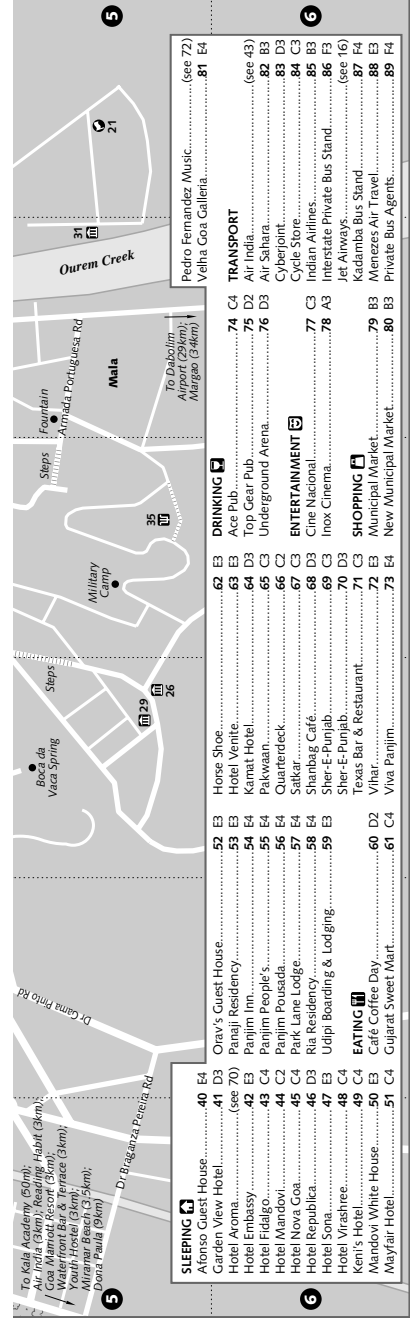 5
To Kala Academy (50m);
Air India (3km); Reading Habit (3km);
Goa Marriott Resort (3km);
Waterfront Bar & Terrace (3km);
Youth Hostel (3km);
Miramar Beach (3.5km);
Dona Paula (9km)
Dr Braganza Pereira Rd
Dr Gama Pinto Rd
Boca da
Vaca Spring
Steps
29
26
Military
Camp
35
Steps
Fountain
Armada Portuguesa Rd
Mala
To Dabolim
Airport (29km);
Margao (34km)
Ourem Creek
31
21
5
6
SLEEPING
Afonso Guest House 40 E4
Garden View Hotel 41 D3
Hotel Aroma (see 70)
Hotel Embassy 42 E3
Hotel Fidalgo 43 C4
Hotel Mandovi 44 C2
Hotel Nova Goa 45 C4
Hotel Republica 46 D3
Hotel Sona 47 E3
Hotel Virashree 48 C4
Keni's Hotel 49 C4
Mandovi White House 50 E3
Mayfair Hotel 51 C4
Orav's Guest House 52 E3
Panaji Residency 53 E3
Panjim Inn 54 E4
Panjim People's 55 E4
Panjim Pousada 56 E4
Park Lane Lodge 57 E4
Ria Residency 58 E4
Udipi Boarding & Lodging 59 E3
EATING
Café Coffee Day 60 D2
Gujarat Sweet Mart 61 C4
Horse Shoe 62 E3
Hotel Venite 63 E3
Kamat Hotel 64 D3
Pakwaan 65 C3
Quarterdeck 66 C2
Satkar 67 C3
Shanbag Café 68 D3
Sher-E-Punjab 69 C3
Sher-E-Punjab 70 D3
Texas Bar & Restaurant 71 C3
Vihar 72 E3
Viva Panjim 73 E4
DRINKING
Ace Pub 74 C4
Top Gear Pub 75 D2
Underground Arena 76 D3
ENTERTAINMENT
Cine Nacional 77 C3
Inox Cinema 78 A3
SHOPPING
Municipal Market 79 B3
New Municipal Market 80 B3
Pedro Fernandez Music (see 72)
Velha Goa Galleria 81 E4
TRANSPORT
Air India (see 43)
Air Sahara 82 B3
Cyberjoint 83 D3
Cycle Store 84 C3
Indian Airlines 85 B3
Interstate Private Bus Stand 86 F3
Jet Airways (see 16)
Kadamba Bus Stand 87 F4
Menezes Air Travel 88 E3
Private Bus Agents 89 F4
6